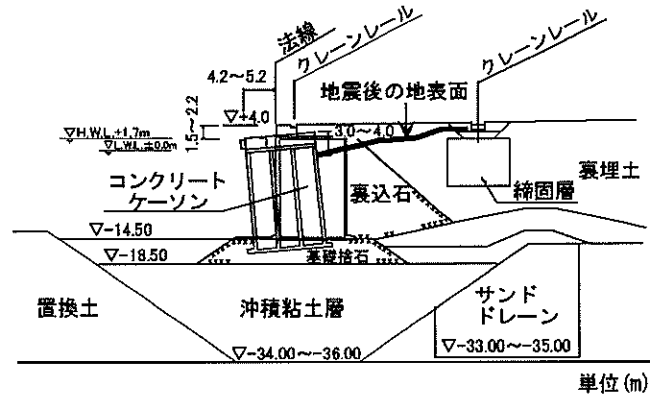 法線
クレーンレール
クレーンレール
4.2～5.2
地震後の地表面
▽+4.0
1.5～2.2
▽H.W.L.+1.7m
▽L.W.L.±0.0m
3.0～4.0
コンクリート
ケーソン
裏込石
締固層
裏埋土
▽-14.50
▽-18.50
基礎捨石
置換土
沖積粘土層
サンド
ドレーン
▽-34.00～-36.00
▽-33.00～-35.00
単位(m)